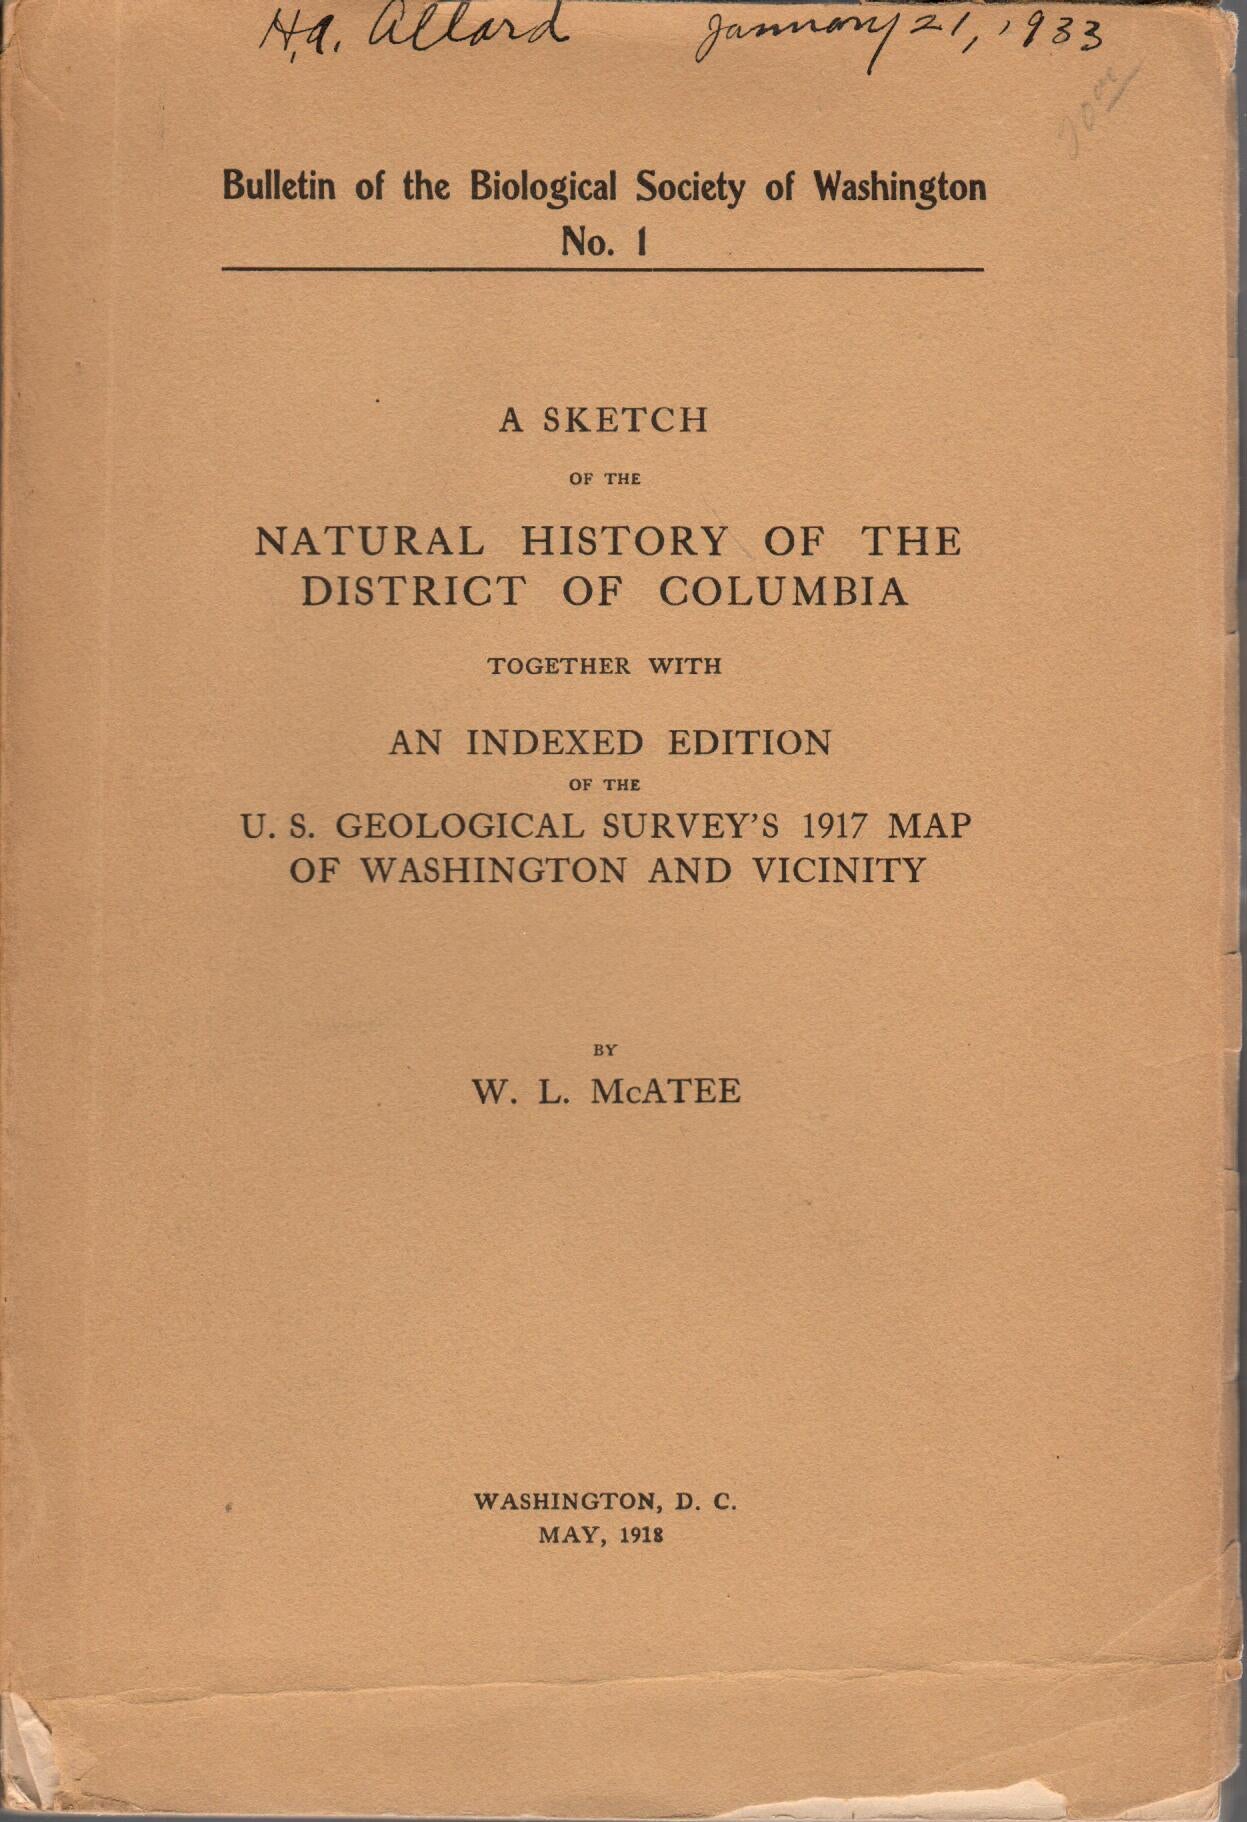 H.A. Allard January 21, 1933
Bulletin of the Biological Society of Washington
No. 1
A SKETCH
OF THE
NATURAL HISTORY OF THE
DISTRICT OF COLUMBIA
TOGETHER WITH
AN INDEXED EDITION
OF THE
U. S. GEOLOGICAL SURVEY'S 1917 MAP
OF WASHINGTON AND VICINITY
BY
W. L. McATEE
WASHINGTON, D. C.
MAY, 1918